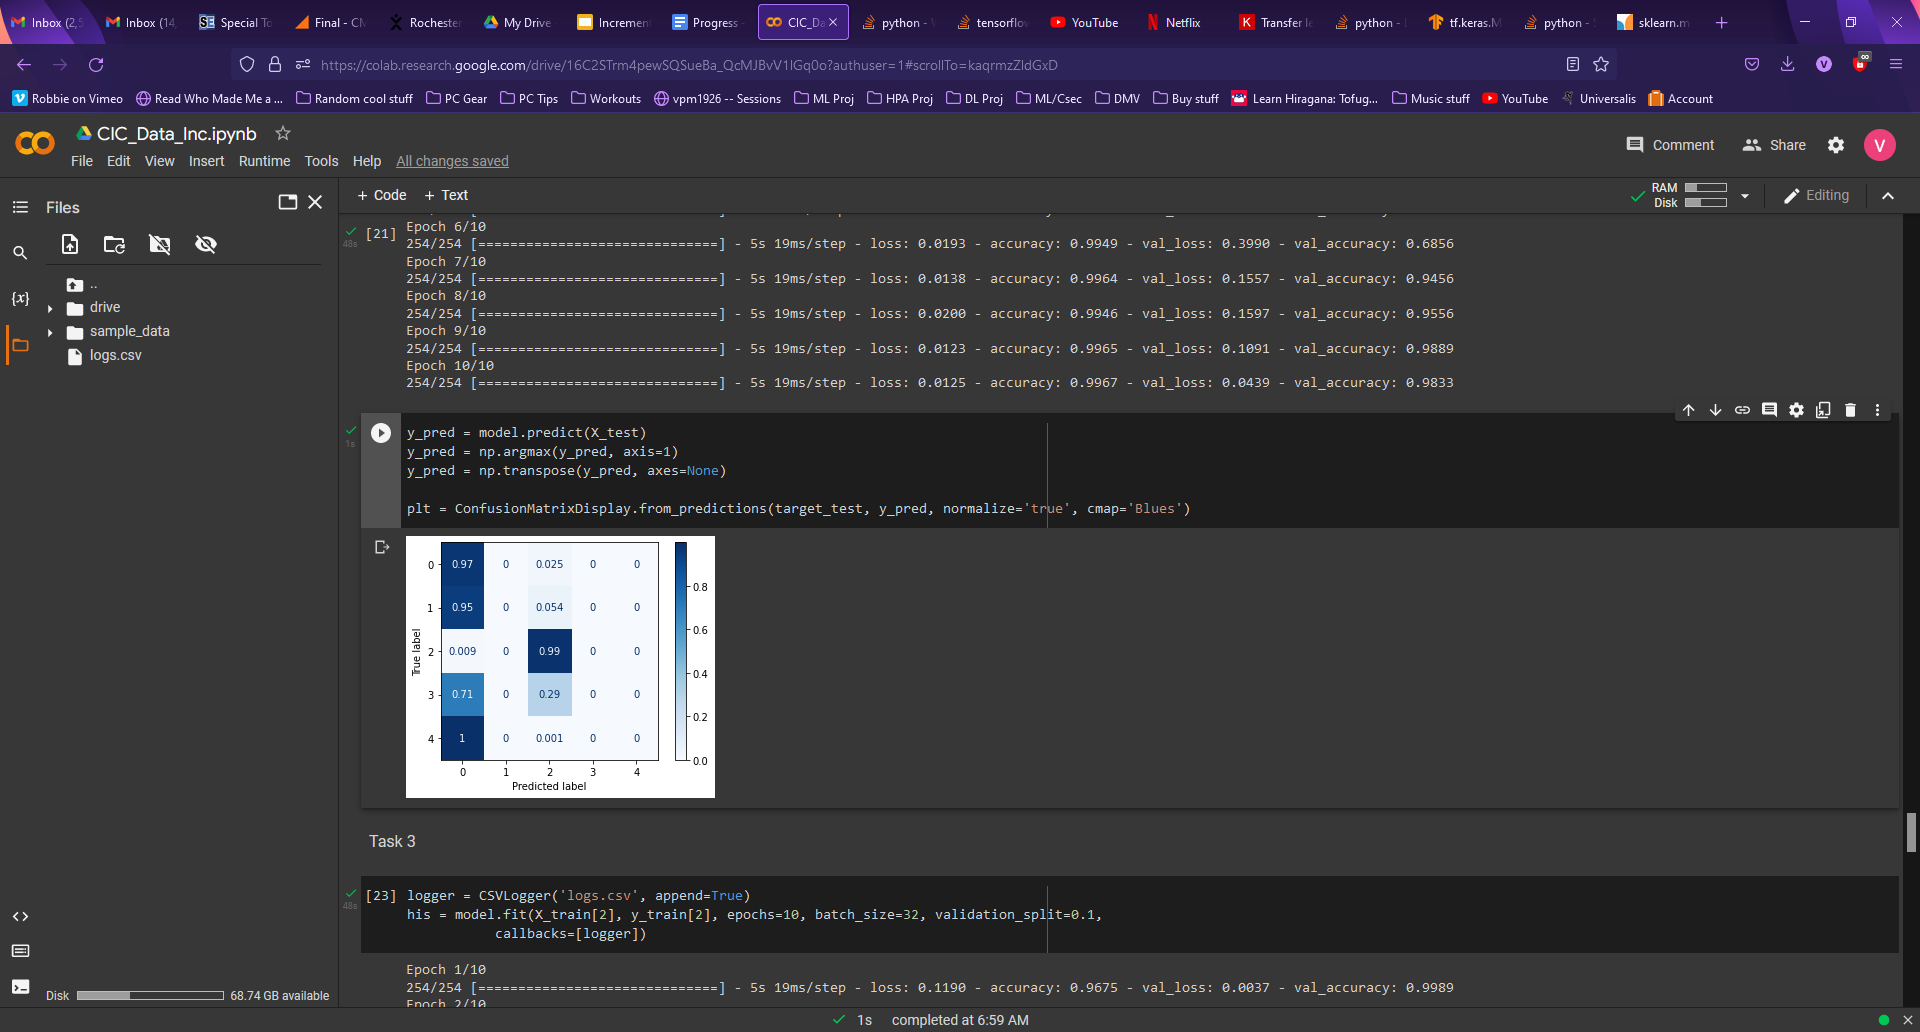 Inbox (2,5
Inbox (14,
Special To
Final - CM
Rochester
My Drive
Increment
Progress
CIC_Da
python -
tensorflow
YouTube
Netflix
Transfer le
python -
tf.keras.M
python -
sklearn.m
https://colab.research.google.com/drive/16C2STrm4pewSQSueBa_QcMJBvV1IGq0o?authuser=1#scrollTo=kaqrmzZldGxD
Robbie on Vimeo
Read Who Made Me a ...
Random cool stuff
PC Gear
PC Tips
Workouts
vpm1926 -- Sessions
ML Proj
HPA Proj
DL Proj
ML/Csec
DMV
Buy stuff
Learn Hiragana: Tofug...
Music stuff
YouTube
Universalis
Account
CIC_Data_Inc.ipynb
File Edit View Insert Runtime Tools Help All changes saved
Comment
Share
V
Files
+ Code + Text
RAM
Disk
Editing
..
drive
sample_data
logs.csv
{x}
[21]
48s
Epoch 6/10
254/254 [==============================] - 5s 19ms/step - loss: 0.0193 - accuracy: 0.9949 - val_loss: 0.3990 - val_accuracy: 0.6856
Epoch 7/10
254/254 [==============================] - 5s 19ms/step - loss: 0.0138 - accuracy: 0.9964 - val_loss: 0.1557 - val_accuracy: 0.9456
Epoch 8/10
254/254 [==============================] - 5s 19ms/step - loss: 0.0200 - accuracy: 0.9946 - val_loss: 0.1597 - val_accuracy: 0.9556
Epoch 9/10
254/254 [==============================] - 5s 19ms/step - loss: 0.0123 - accuracy: 0.9965 - val_loss: 0.1091 - val_accuracy: 0.9889
Epoch 10/10
254/254 [==============================] - 5s 19ms/step - loss: 0.0125 - accuracy: 0.9967 - val_loss: 0.0439 - val_accuracy: 0.9833
1s
y_pred = model.predict(X_test)
y_pred = np.argmax(y_pred, axis=1)
y_pred = np.transpose(y_pred, axes=None)
plt = ConfusionMatrixDisplay.from_predictions(target_test, y_pred, normalize='true', cmap='Blues')
0 0.97 0 0.025 0 0
1 0.95 0 0.054 0 0
2 0.009 0 0.99 0 0
3 0.71 0 0.29 0 0
4 1 0 0.001 0 0
0 1 2 3 4
Predicted label
True label
0.8
0.6
0.4
0.2
0.0
Task 3
[23]
48s
logger = CSVLogger('logs.csv', append=True)
his = model.fit(X_train[2], y_train[2], epochs=10, batch_size=32, validation_split=0.1,
callbacks=[logger])
Epoch 1/10
254/254 [==============================] - 5s 19ms/step - loss: 0.1190 - accuracy: 0.9675 - val_loss: 0.0037 - val_accuracy: 0.9989
Epoch 2/10
Disk
68.74 GB available
1s completed at 6:59 AM